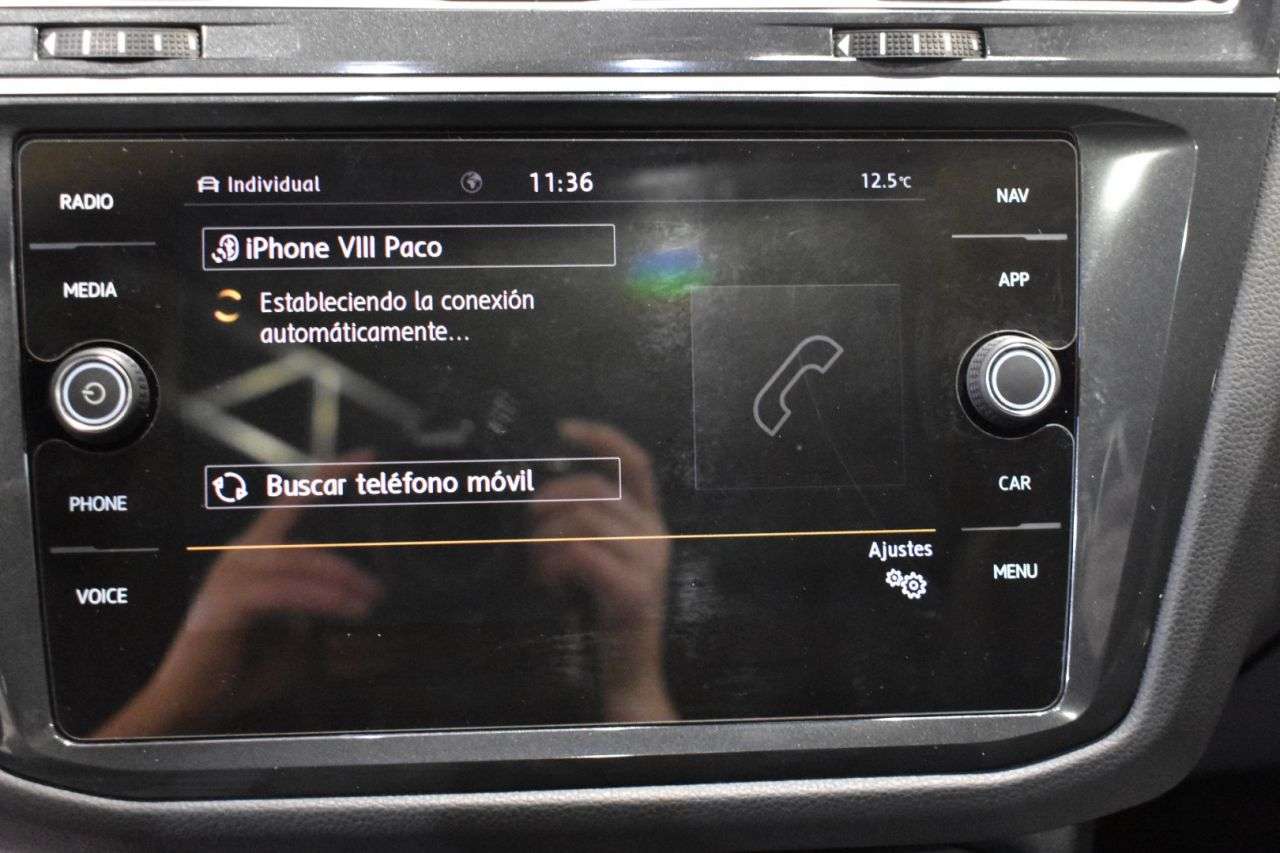 RADIO
MEDIA
PHONE
VOICE
Individual 11:36 12.5°C
iPhone VIII Paco
Estableciendo la conexión
automáticamente...
Buscar teléfono móvil
Ajustes
NAV
APP
CAR
MENU